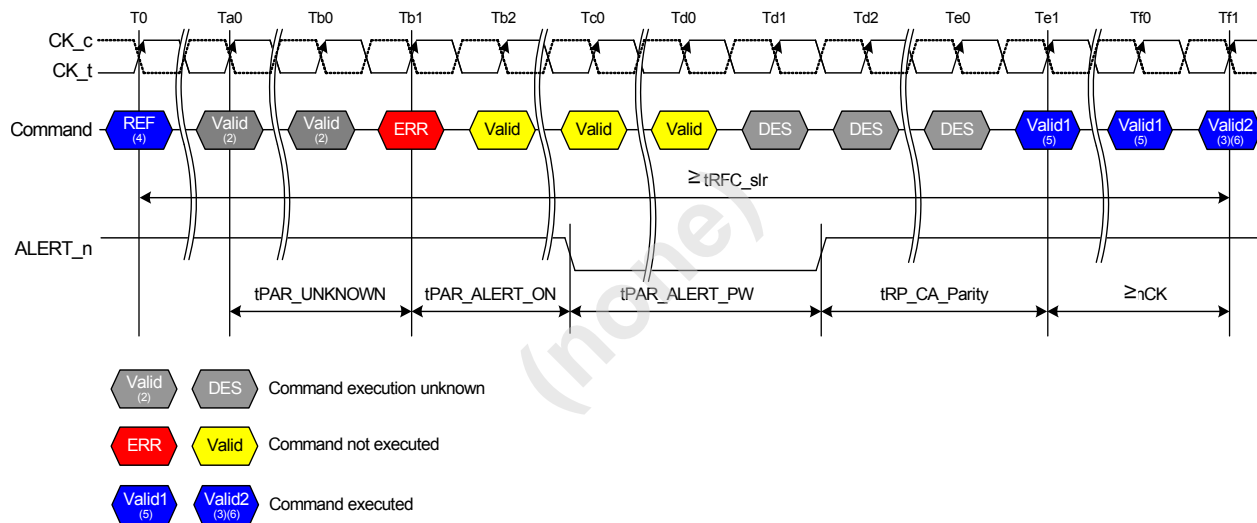 T0 Ta0 Tb0 Tb1 Tb2 Tc0 Td0 Td1 Td2 Te0 Te1 Tf0 Tf1
CK_c
CK_t
Command REF (4) Valid (2) Valid (2) ERR Valid Valid Valid DES DES DES Valid1 (5) Valid1 (5) Valid2 (3)(6)
≥ tRFC_slr
ALERT_n
tPAR_UNKNOWN tPAR_ALERT_ON tPAR_ALERT_PW tRP_CA_Parity ≥nCK
(none)
Valid (2) DES Command execution unknown
ERR Valid Command not executed
Valid1 (5) Valid2 (3)(6) Command executed